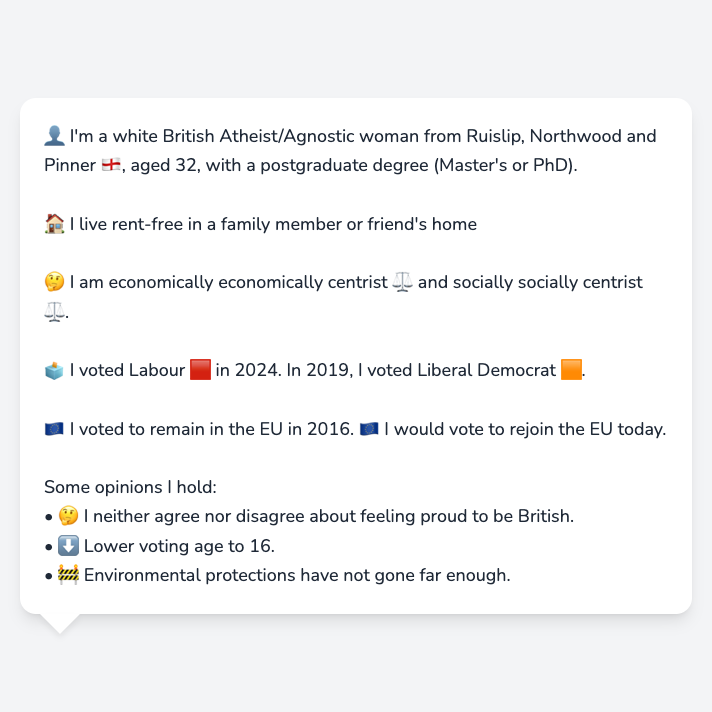 👤 I'm a white British Atheist/Agnostic woman from Ruislip, Northwood and
Pinner 🏴󠁧󠁢󠁥󠁮󠁧󠁿, aged 32, with a postgraduate degree (Master's or PhD).
🏠 I live rent-free in a family member or friend's home
🤔 I am economically economically centrist ⚖️ and socially socially centrist
⚖️.
🗳️ I voted Labour 🟥 in 2024. In 2019, I voted Liberal Democrat 🟧.
🇪🇺 I voted to remain in the EU in 2016. 🇪🇺 I would vote to rejoin the EU today.
Some opinions I hold:
• 🤔 I neither agree nor disagree about feeling proud to be British.
• ⬇️ Lower voting age to 16.
• 🚧 Environmental protections have not gone far enough.